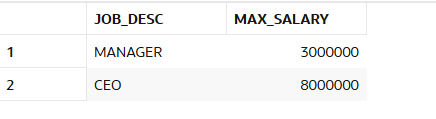 JOB_DESC MAX_SALARY
1 MANAGER 3000000
2 CEO 8000000